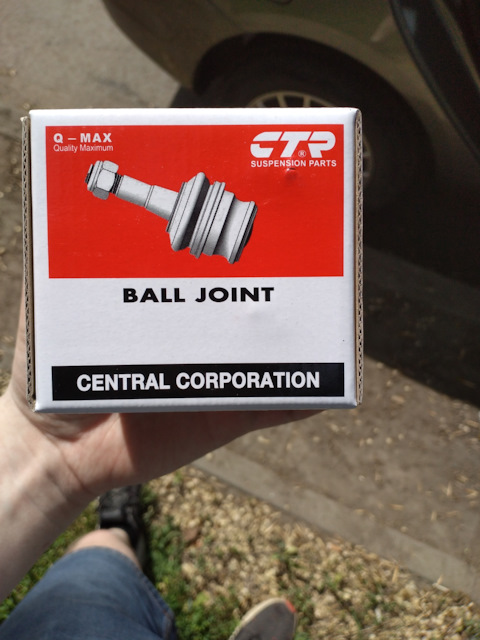 Q – MAX
Quality Maximum
CTR®
SUSPENSION PARTS
BALL JOINT
CENTRAL CORPORATION